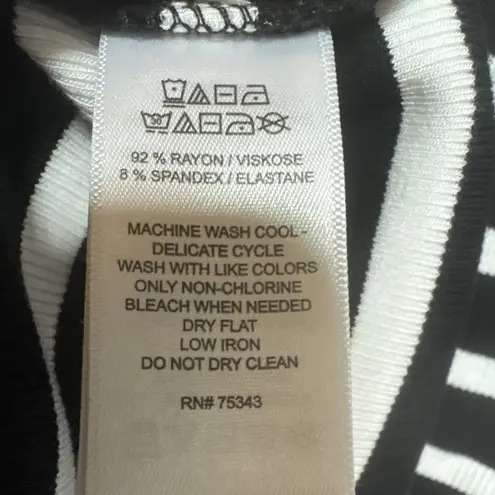 92 % RAYON / VISKOSE
8 % SPANDEX / ELASTANE
MACHINE WASH COOL -
DELICATE CYCLE
WASH WITH LIKE COLORS
ONLY NON-CHLORINE
BLEACH WHEN NEEDED
DRY FLAT
LOW IRON
DO NOT DRY CLEAN
RN# 75343